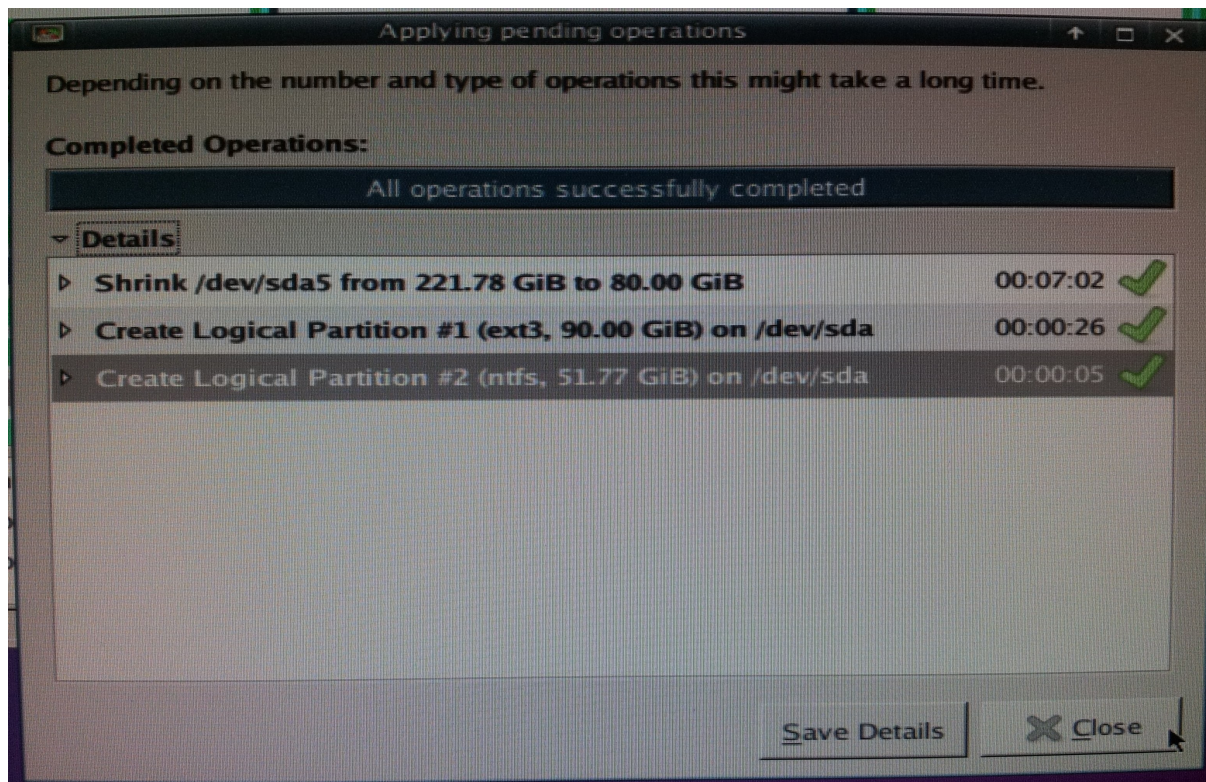 Applying pending operations
Depending on the number and type of operations this might take a long time.
Completed Operations:
All operations successfully completed
Details
Shrink /dev/sda5 from 221.78 GiB to 80.00 GiB 00:07:02
Create Logical Partition #1 (ext3, 90.00 GiB) on /dev/sda 00:00:26
Create Logical Partition #2 (ntfs, 51.77 GiB) on /dev/sda 00:00:05
Save Details Close